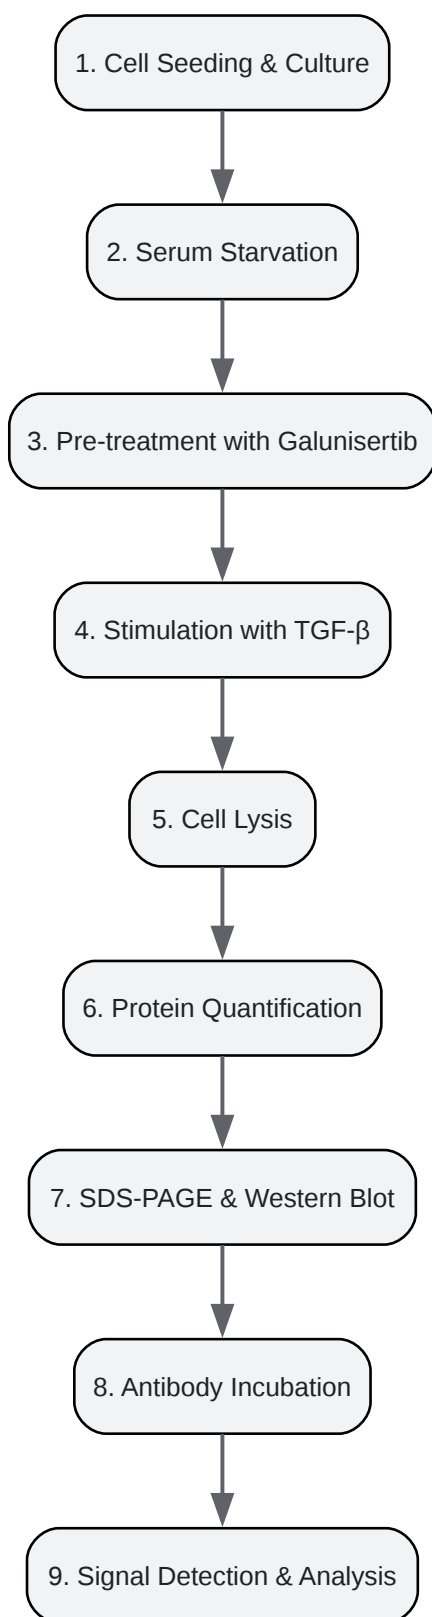 1. Cell Seeding & Culture
2. Serum Starvation
3. Pre-treatment with Galunisertib
4. Stimulation with TGF-β
5. Cell Lysis
6. Protein Quantification
7. SDS-PAGE & Western Blot
8. Antibody Incubation
9. Signal Detection & Analysis